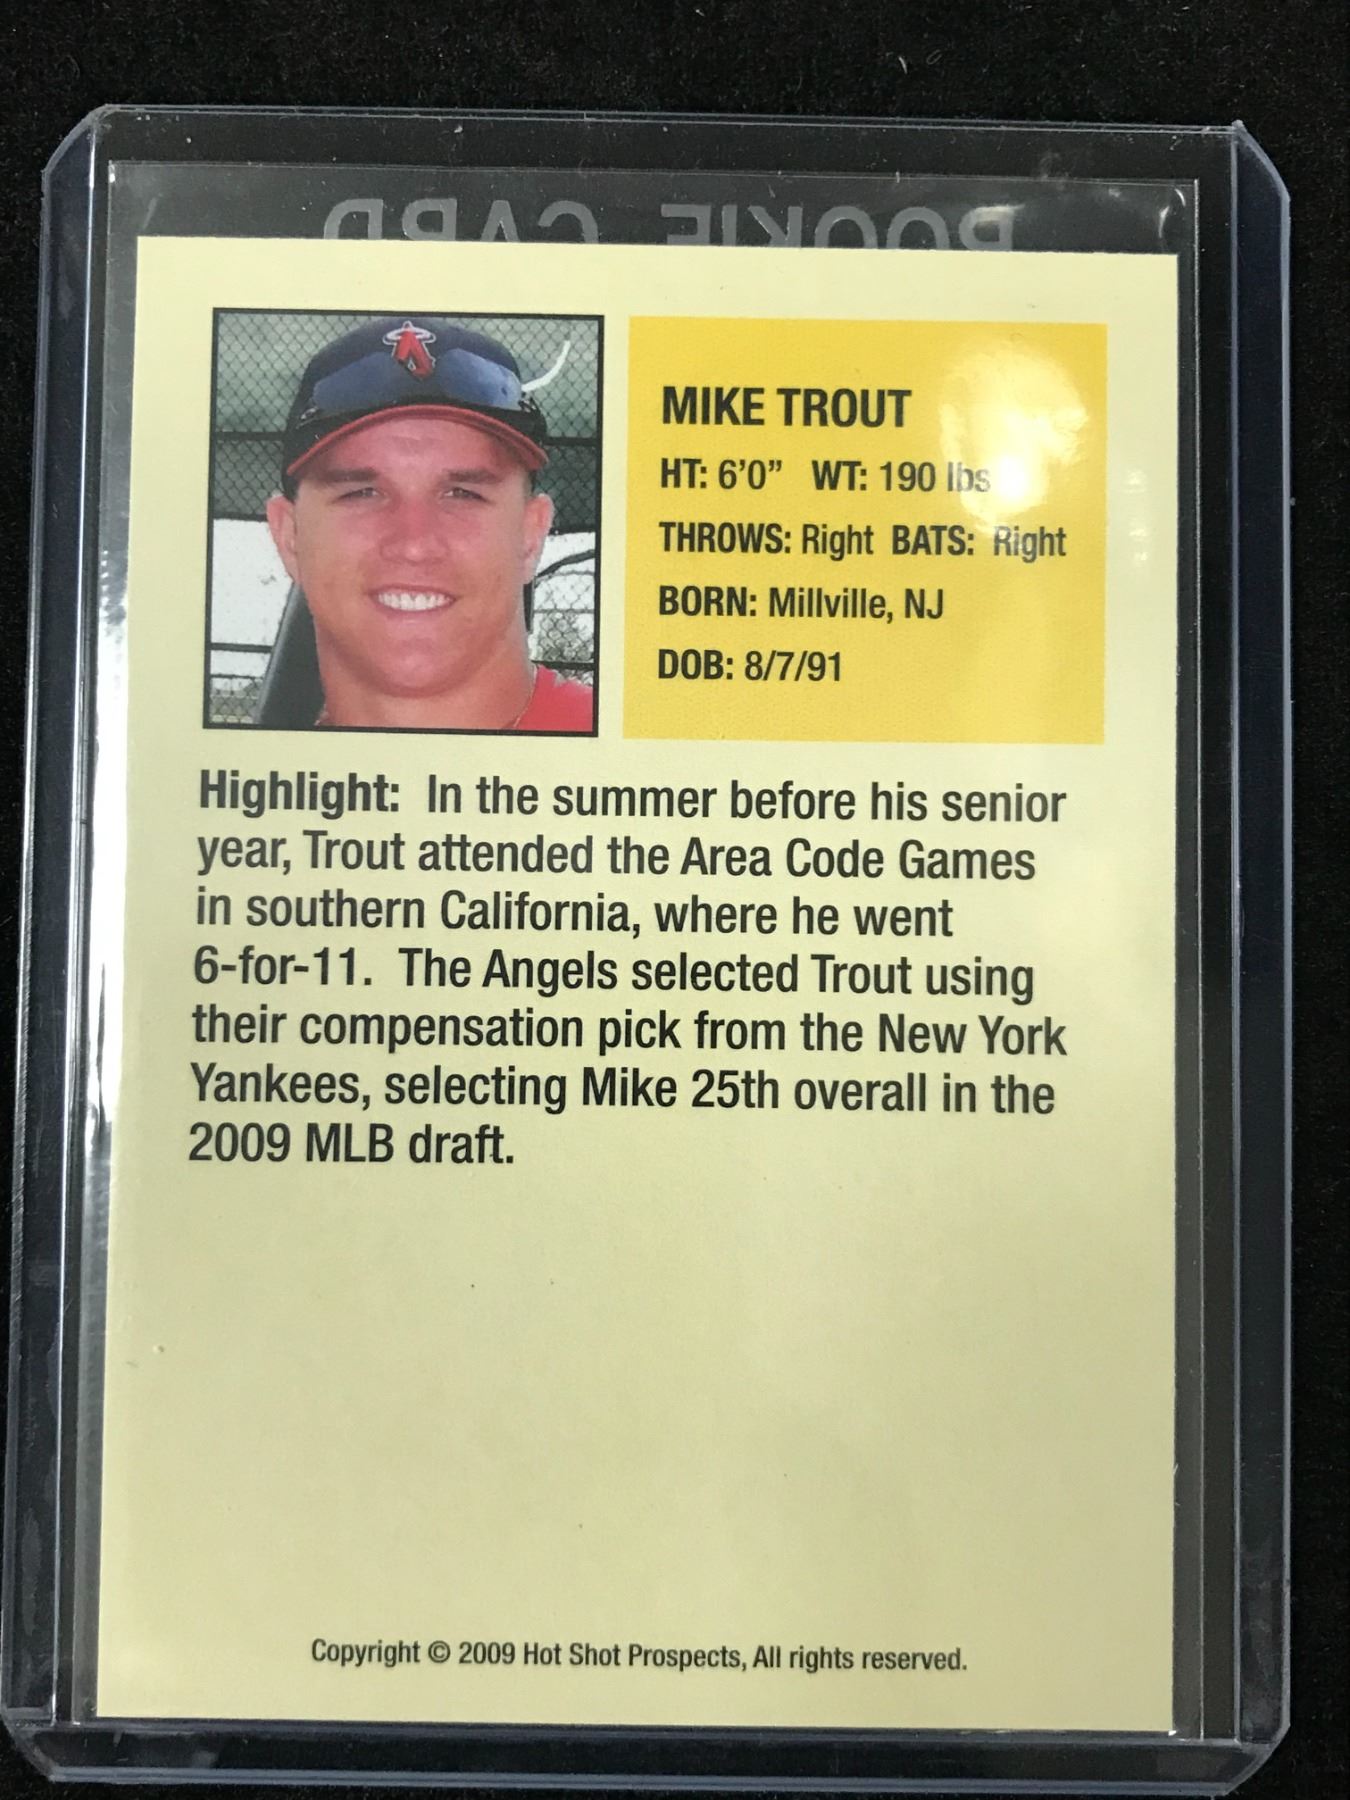 ROOKIE CARD
MIKE TROUT
HT: 6’0” WT: 190 lbs
THROWS: Right BATS: Right
BORN: Millville, NJ
DOB: 8/7/91
Highlight: In the summer before his senior
year, Trout attended the Area Code Games
in southern California, where he went
6-for-11. The Angels selected Trout using
their compensation pick from the New York
Yankees, selecting Mike 25th overall in the
2009 MLB draft.
Copyright © 2009 Hot Shot Prospects, All rights reserved.